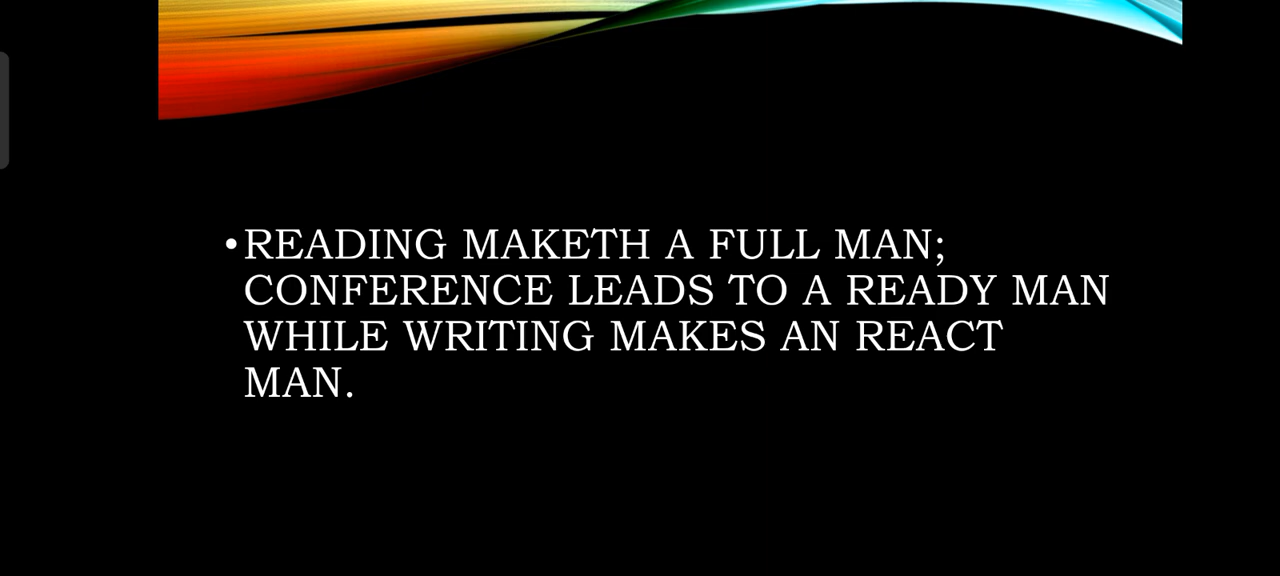 •READING MAKETH A FULL MAN;
CONFERENCE LEADS TO A READY MAN
WHILE WRITING MAKES AN REACT
MAN.